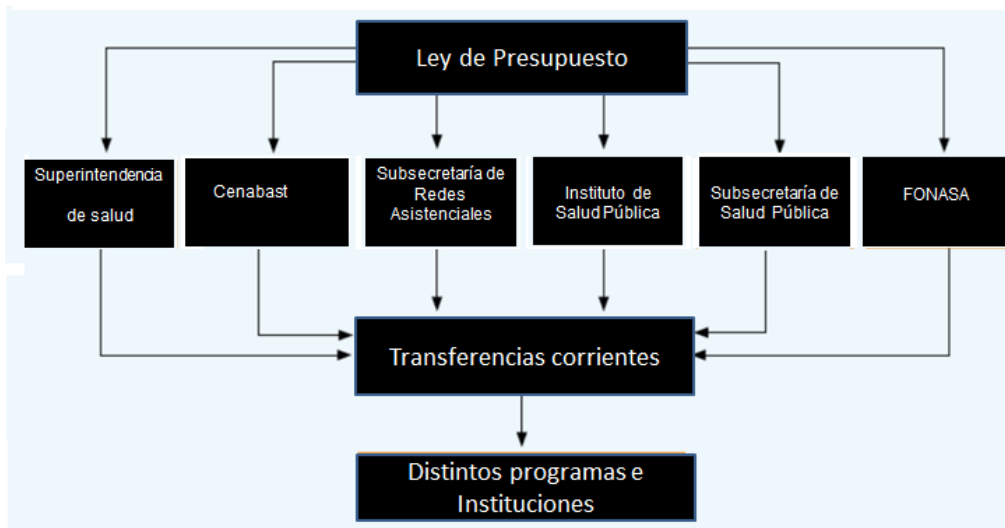 Ley de Presupuesto
Superintendencia
de salud
Cenabast
Subsecretaría de
Redes
Asistenciales
Instituto de
Salud Pública
Subsecretaría de
Salud Pública
FONASA
Transferencias corrientes
Distintos programas e
Instituciones